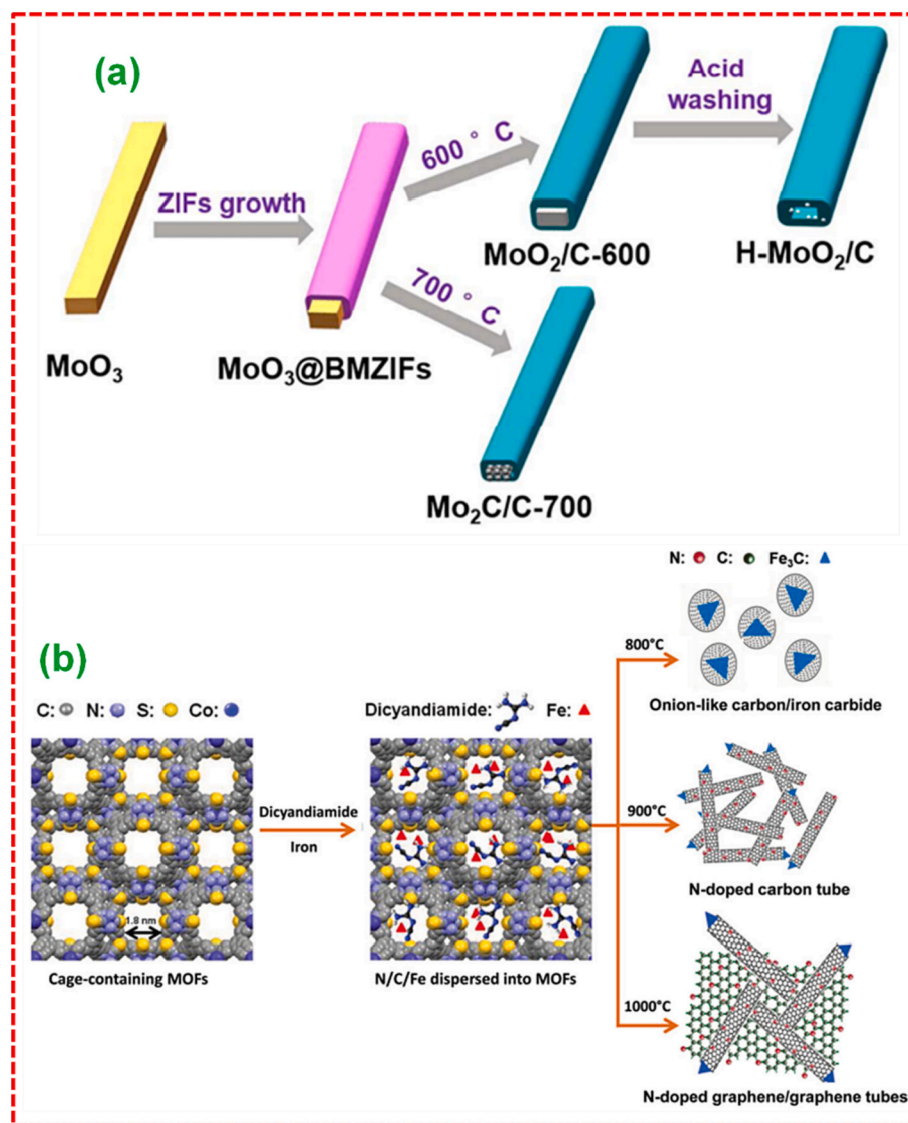 (a)
Acid
washing
600 ° C
ZIFs growth
MoO₂/C-600
H-MoO₂/C
700 ° C
MoO₃
MoO₃@BMZIFs
Mo₂C/C-700
N: C: Fe₃C:
(b)
800°C
C: N: S: Co:
Dicyandiamide: Fe:
Onion-like carbon/iron carbide
Dicyandiamide
Iron
900°C
N-doped carbon tube
1.8 nm
Cage-containing MOFs
N/C/Fe dispersed into MOFs
1000°C
N-doped graphene/graphene tubes